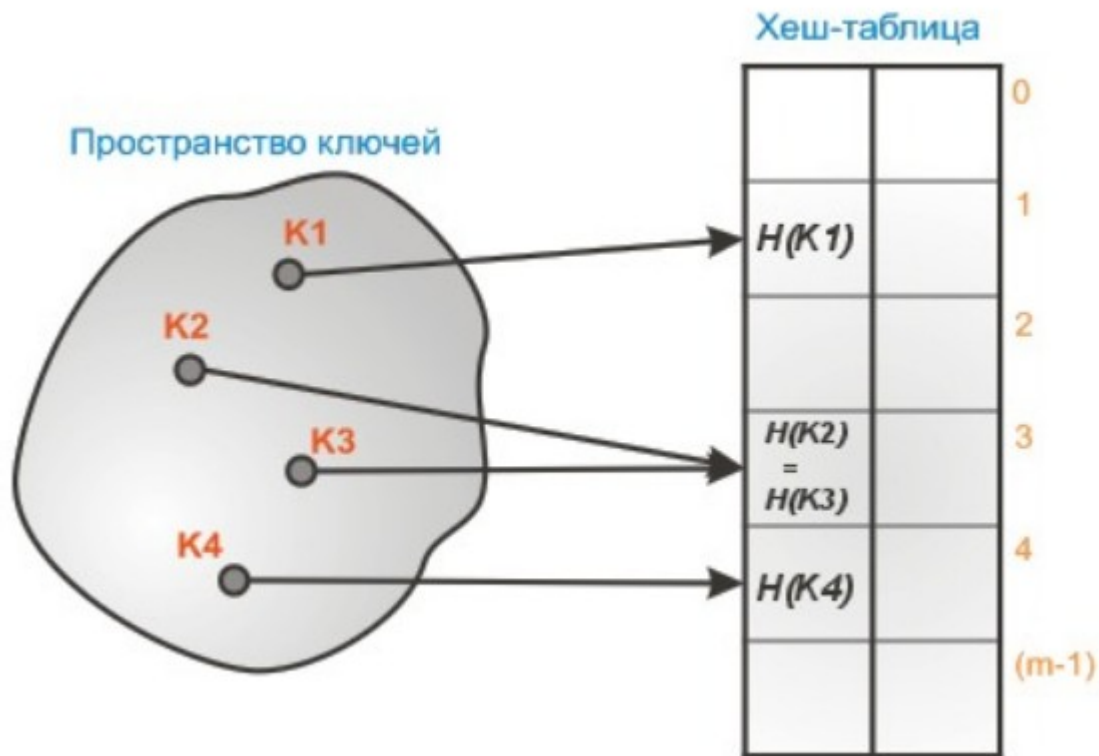 Хеш-таблица
0
Пространство ключей
K1
H(K1)
1
K2
2
K3
H(K2)
=
H(K3)
3
K4
H(K4)
4
(m-1)